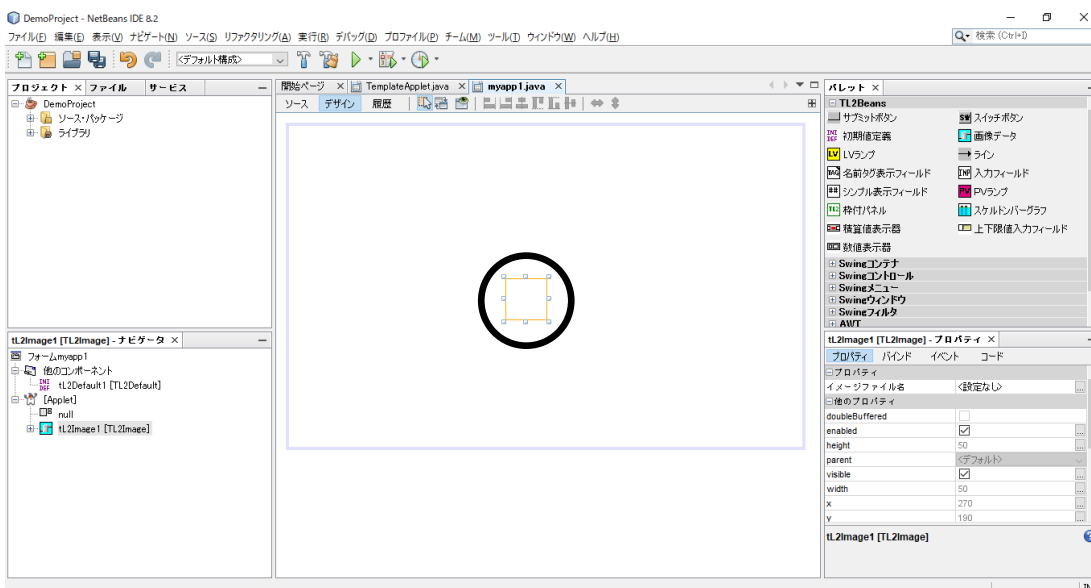 DemoProject - NetBeans IDE 8.2
ファイル(F) 編集(E) 表示(V) ナビゲート(N) ソース(S) リファクタリング(A) 実行(R) デバッグ(D) プロファイル(P) チーム(M) ツール(T) ウィンドウ(W) ヘルプ(H)
検索 (Ctrl+I)
<デフォルト構成>
プロジェクト × ファイル サービス
DemoProject
ソース・パッケージ
ライブラリ
開始ページ × TemplateApplet.java × myapp1.java ×
ソース デザイン 履歴
パレット ×
TL2Beans
サブミットボタン SW スイッチボタン
INI DEF 初期値定義 画像データ
LV LVランプ ライン
TAG 名前タグ表示フィールド INP 入力フィールド
## シンプル表示フィールド PV PVランプ
TL2 枠付パネル スケルトンバーグラフ
積算値表示器 上下限値入力フィールド
数値表示器
Swingコンテナ
Swingコントロール
Swingメニュー
Swingウィンドウ
Swingフィルタ
AWT
tL2Image1 [TL2Image] - ナビゲータ ×
フォームmyapp1
他のコンポーネント
INI DEF tL2Default1 [TL2Default]
[Applet]
null
tL2Image1 [TL2Image]
tL2Image1 [TL2Image] - プロパティ ×
プロパティ バインド イベント コード
プロパティ
イメージファイル名 <設定なし> ...
他のプロパティ
doubleBuffered
enabled ...
height 50 ...
parent <デフォルト>
visible ...
width 50 ...
x 270 ...
y 190 ...
tL2Image1 [TL2Image]